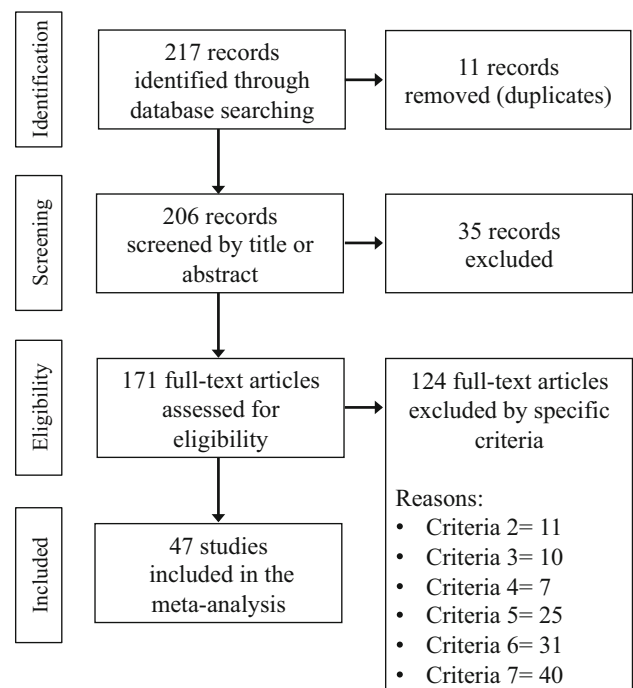 Identification
217 records
identified through
database searching
11 records
removed (duplicates)
Screening
206 records
screened by title or
abstract
35 records
excluded
Eligibility
171 full-text articles
assessed for
eligibility
124 full-text articles
excluded by specific
criteria
Reasons:
• Criteria 2= 11
• Criteria 3= 10
• Criteria 4= 7
• Criteria 5= 25
• Criteria 6= 31
• Criteria 7= 40
Included
47 studies
included in the
meta-analysis